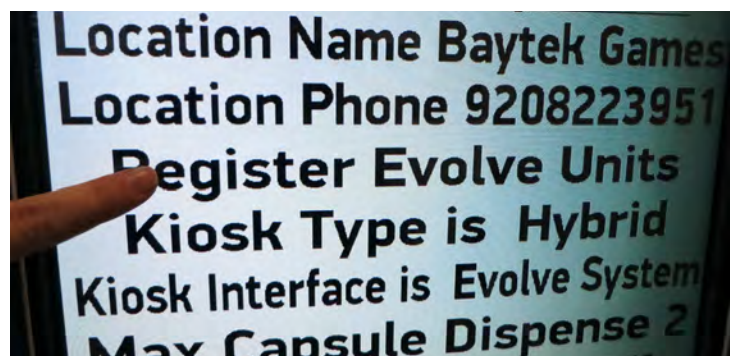 Location Name Baytek Games
Location Phone 9208223951
Register Evolve Units
Kiosk Type is Hybrid
Kiosk Interface is Evolve System
Max Capsule Dispense 2